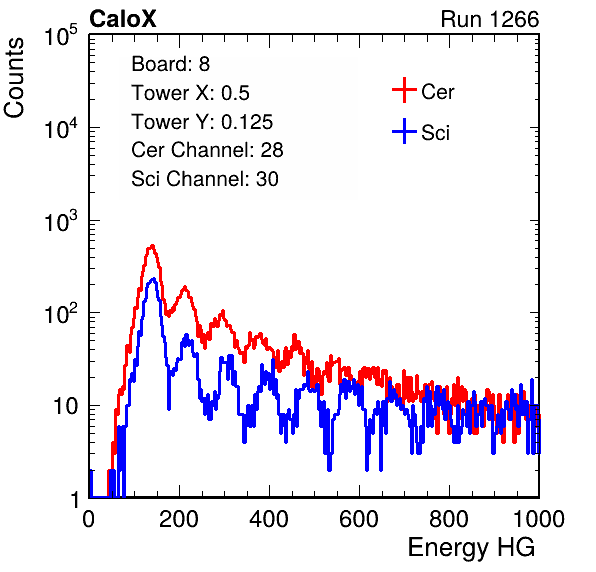 CaloX Run 1266
Counts
Board: 8
Tower X: 0.5
Tower Y: 0.125
Cer Channel: 28
Sci Channel: 30
Cer
Sci
10^5
10^4
10^3
10^2
10
1
0 200 400 600 800 1000
Energy HG